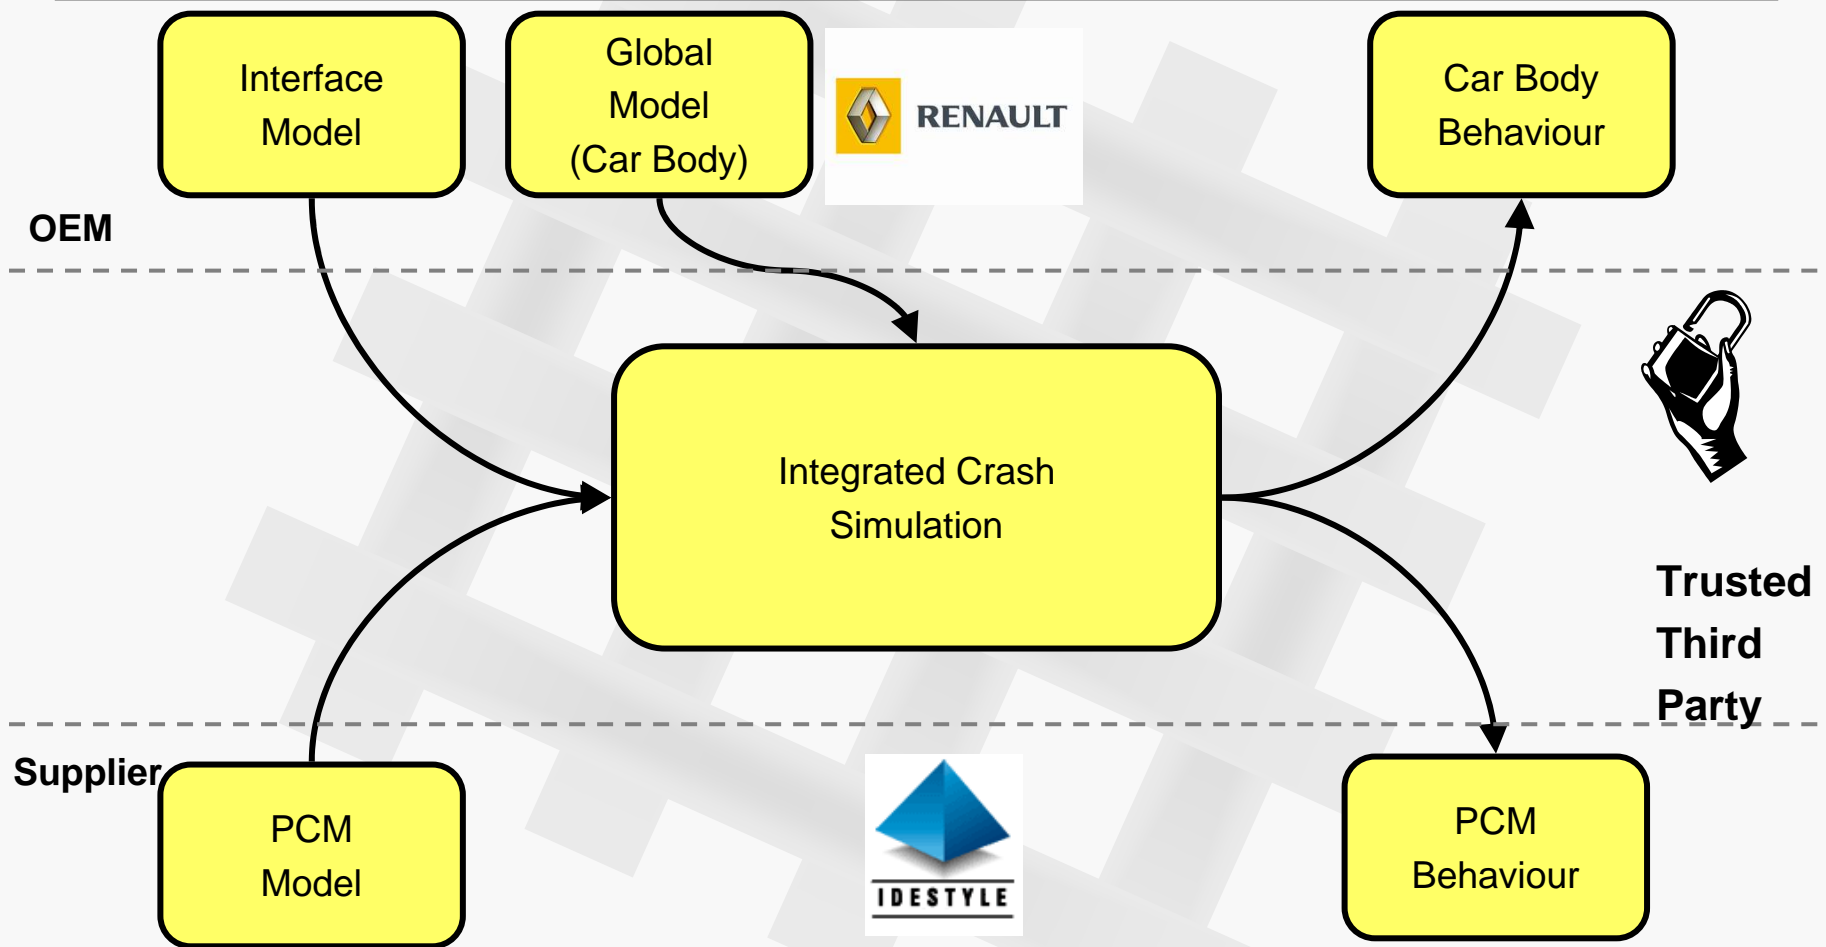 Interface
Model
Global
Model
(Car Body)
RENAULT
Car Body
Behaviour
OEM
Integrated Crash
Simulation
Trusted
Third
Party
Supplier
PCM
Model
IDESTYLE
PCM
Behaviour